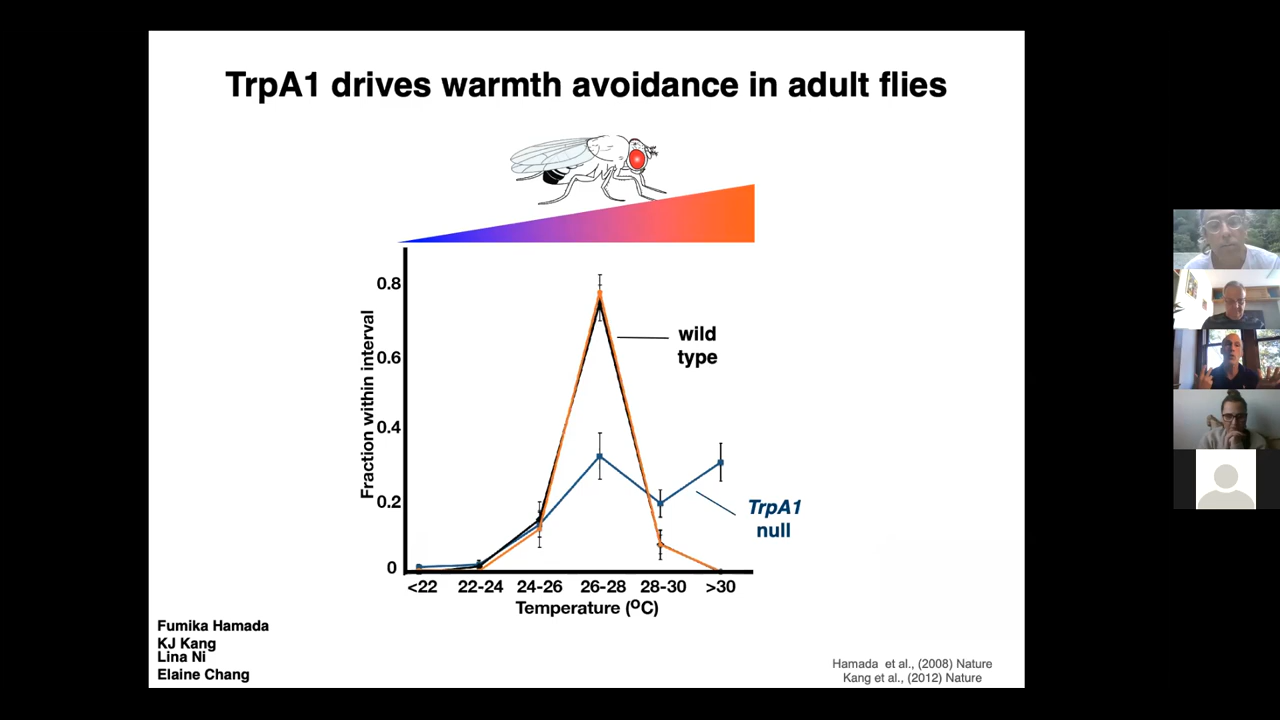 TrpA1 drives warmth avoidance in adult flies
0.8
0.6
0.4
0.2
0
Fraction within interval
wild
type
TrpA1
null
<22 22-24 24-26 26-28 28-30 >30
Temperature (ºC)
Fumika Hamada
KJ Kang
Lina Ni
Elaine Chang
Hamada et al., (2008) Nature
Kang et al., (2012) Nature